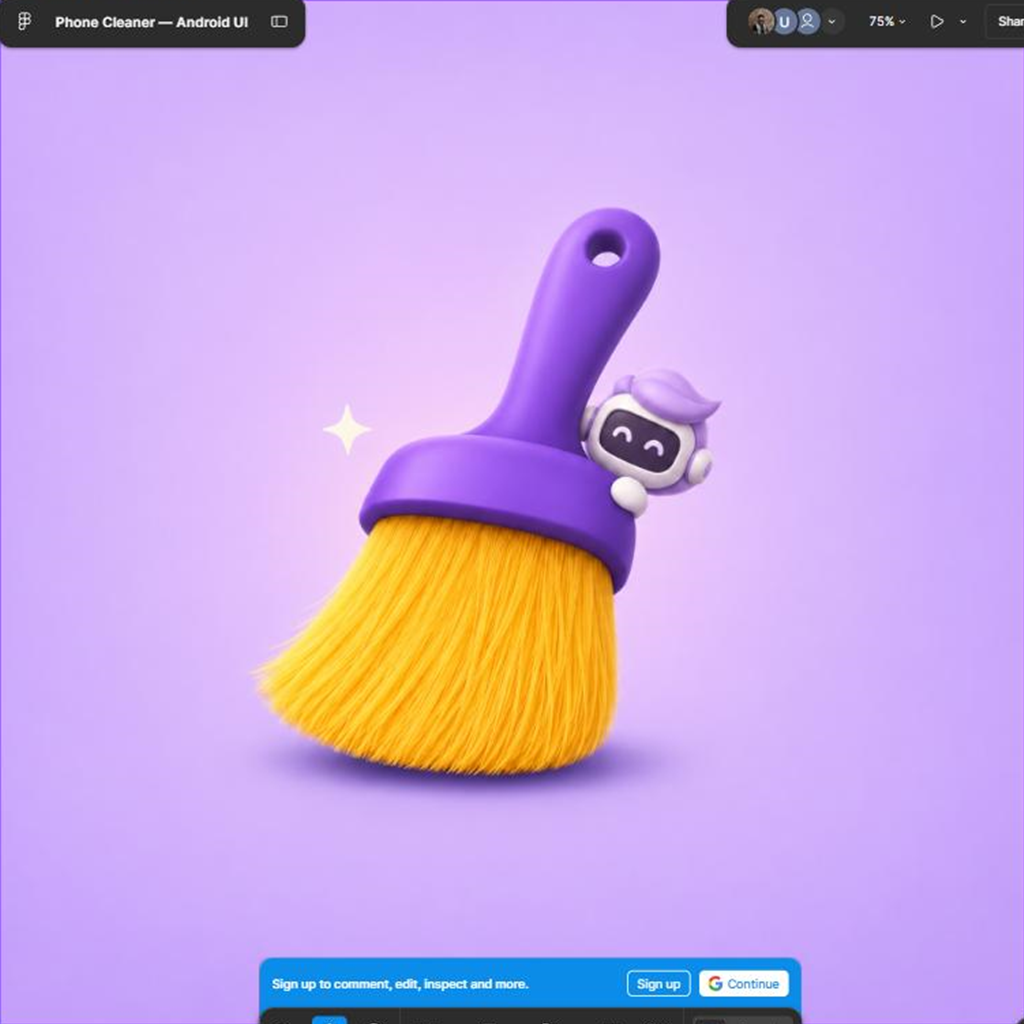 Phone Cleaner — Android UI
U
75%
Shar
Sign up to comment, edit, inspect and more.
Sign up
Continue